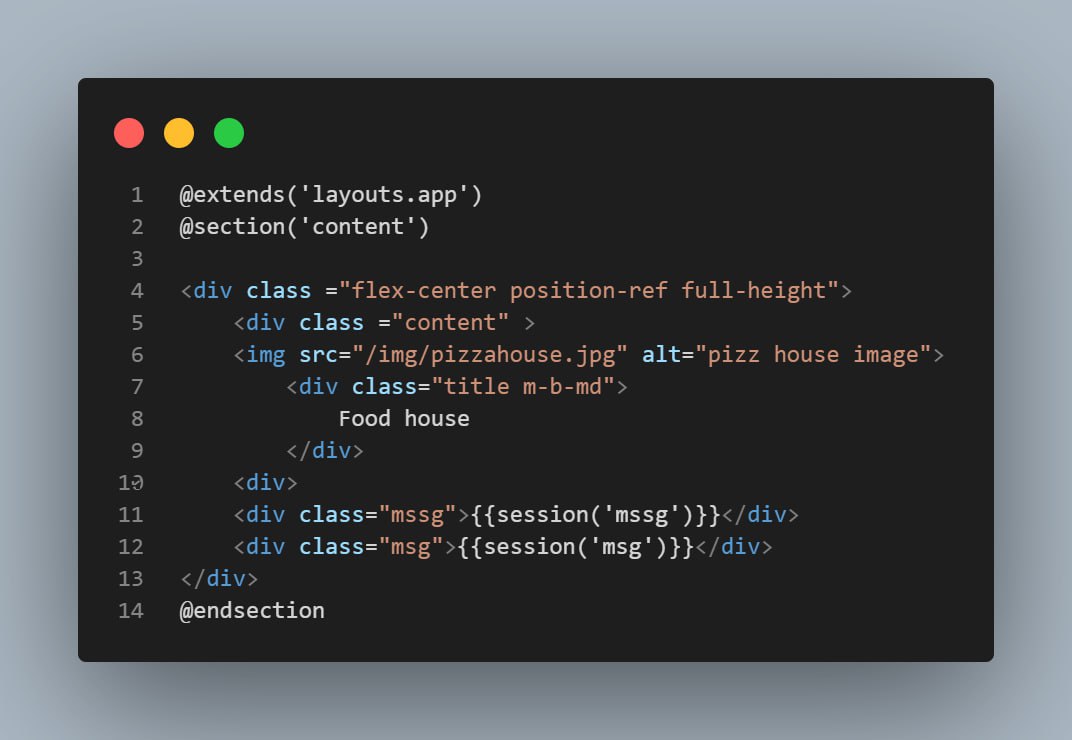 1 @extends('layouts.app')
2 @section('content')
3
4 <div class ="flex-center position-ref full-height">
5     <div class ="content" >
6     <img src="/img/pizzahouse.jpg" alt="pizz house image">
7         <div class="title m-b-md">
8             Food house
9         </div>
10     <div>
11     <div class="mssg">{{session('mssg')}}</div>
12     <div class="msg">{{session('msg')}}</div>
13 </div>
14 @endsection